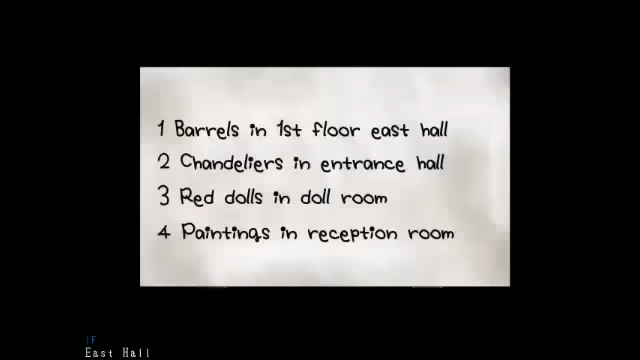 1 Barrels in 1st floor east hall
2 Chandeliers in entrance hall
3 Red dolls in doll room
4 Paintings in reception room
1F
East Hall